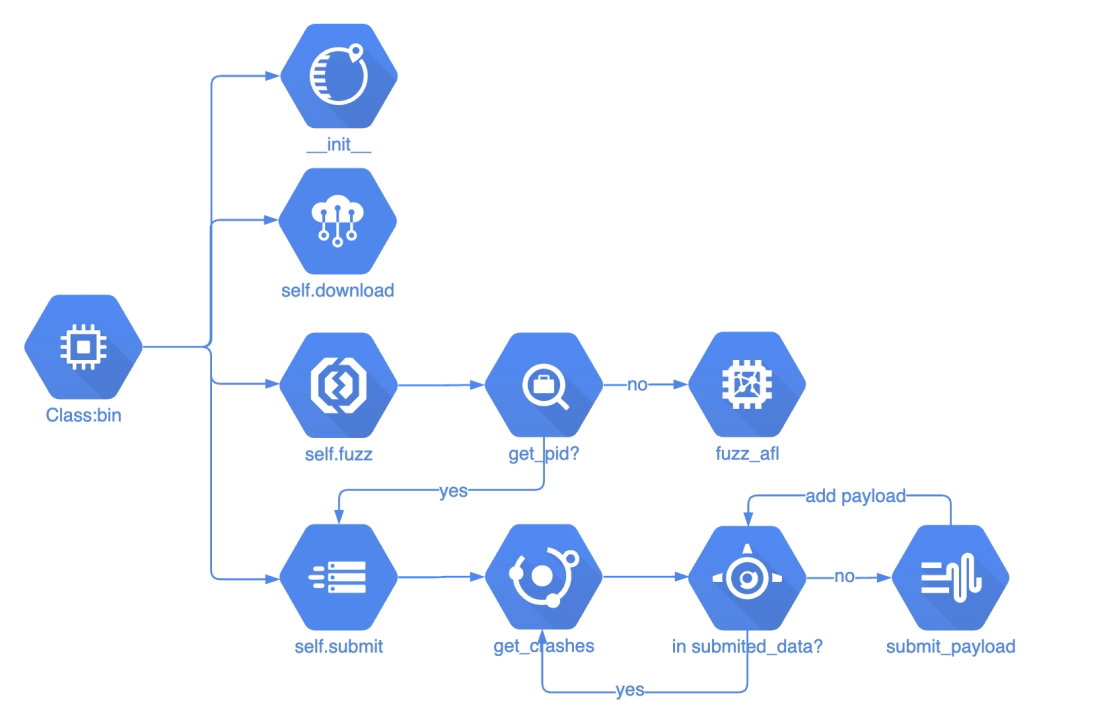 __init__
self.download
Class:bin
self.fuzz
get_pid?
no
fuzz_afl
yes
add payload
self.submit
get_crashes
in submited_data?
no
submit_payload
yes